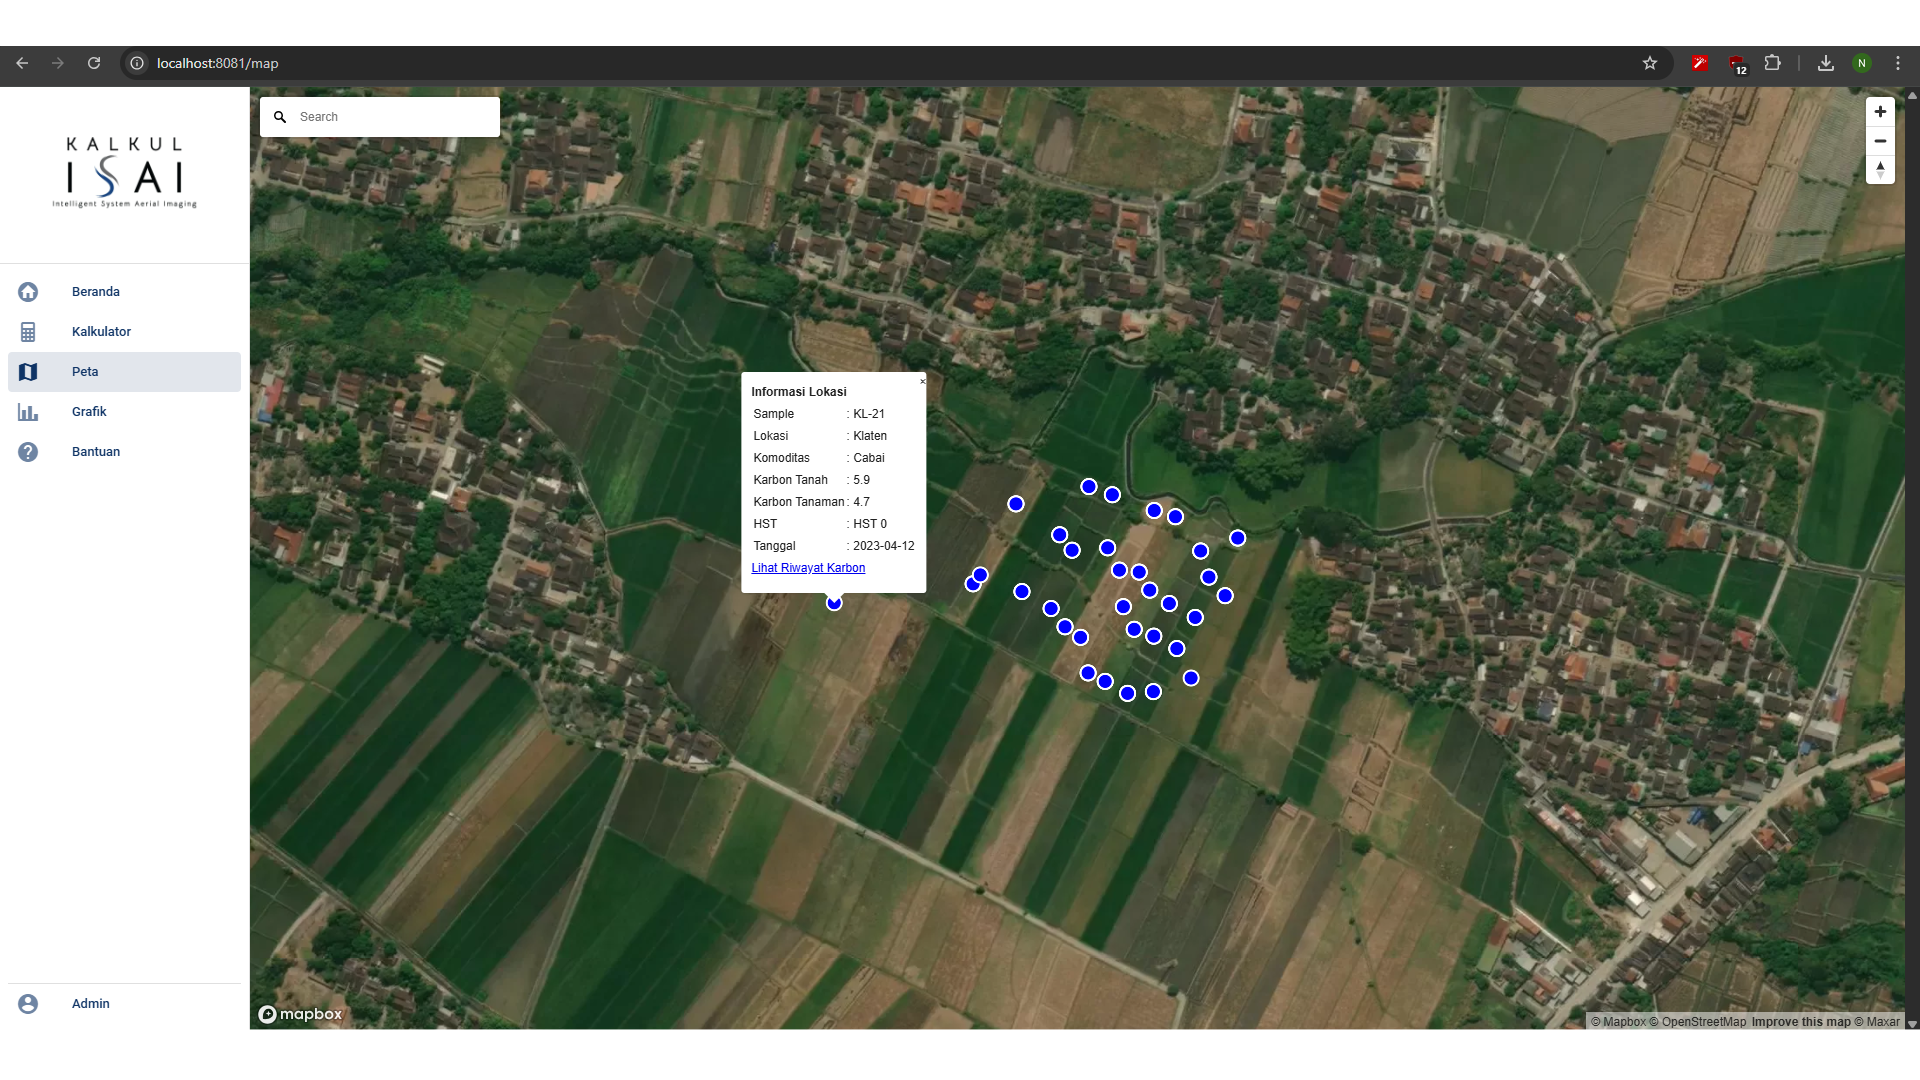 localhost:8081/map
12
N
KALKUL
ISAI
Intelligent System Aerial Imaging
Search
Beranda
Kalkulator
Peta
Grafik
Bantuan
Informasi Lokasi
Sample : KL-21
Lokasi : Klaten
Komoditas : Cabai
Karbon Tanah : 5.9
Karbon Tanaman : 4.7
HST : HST 0
Tanggal : 2023-04-12
Lihat Riwayat Karbon
Admin
mapbox
© Mapbox © OpenStreetMap Improve this map © Maxar